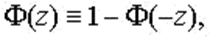 Φ(z) ≡ 1 – Φ(–z),